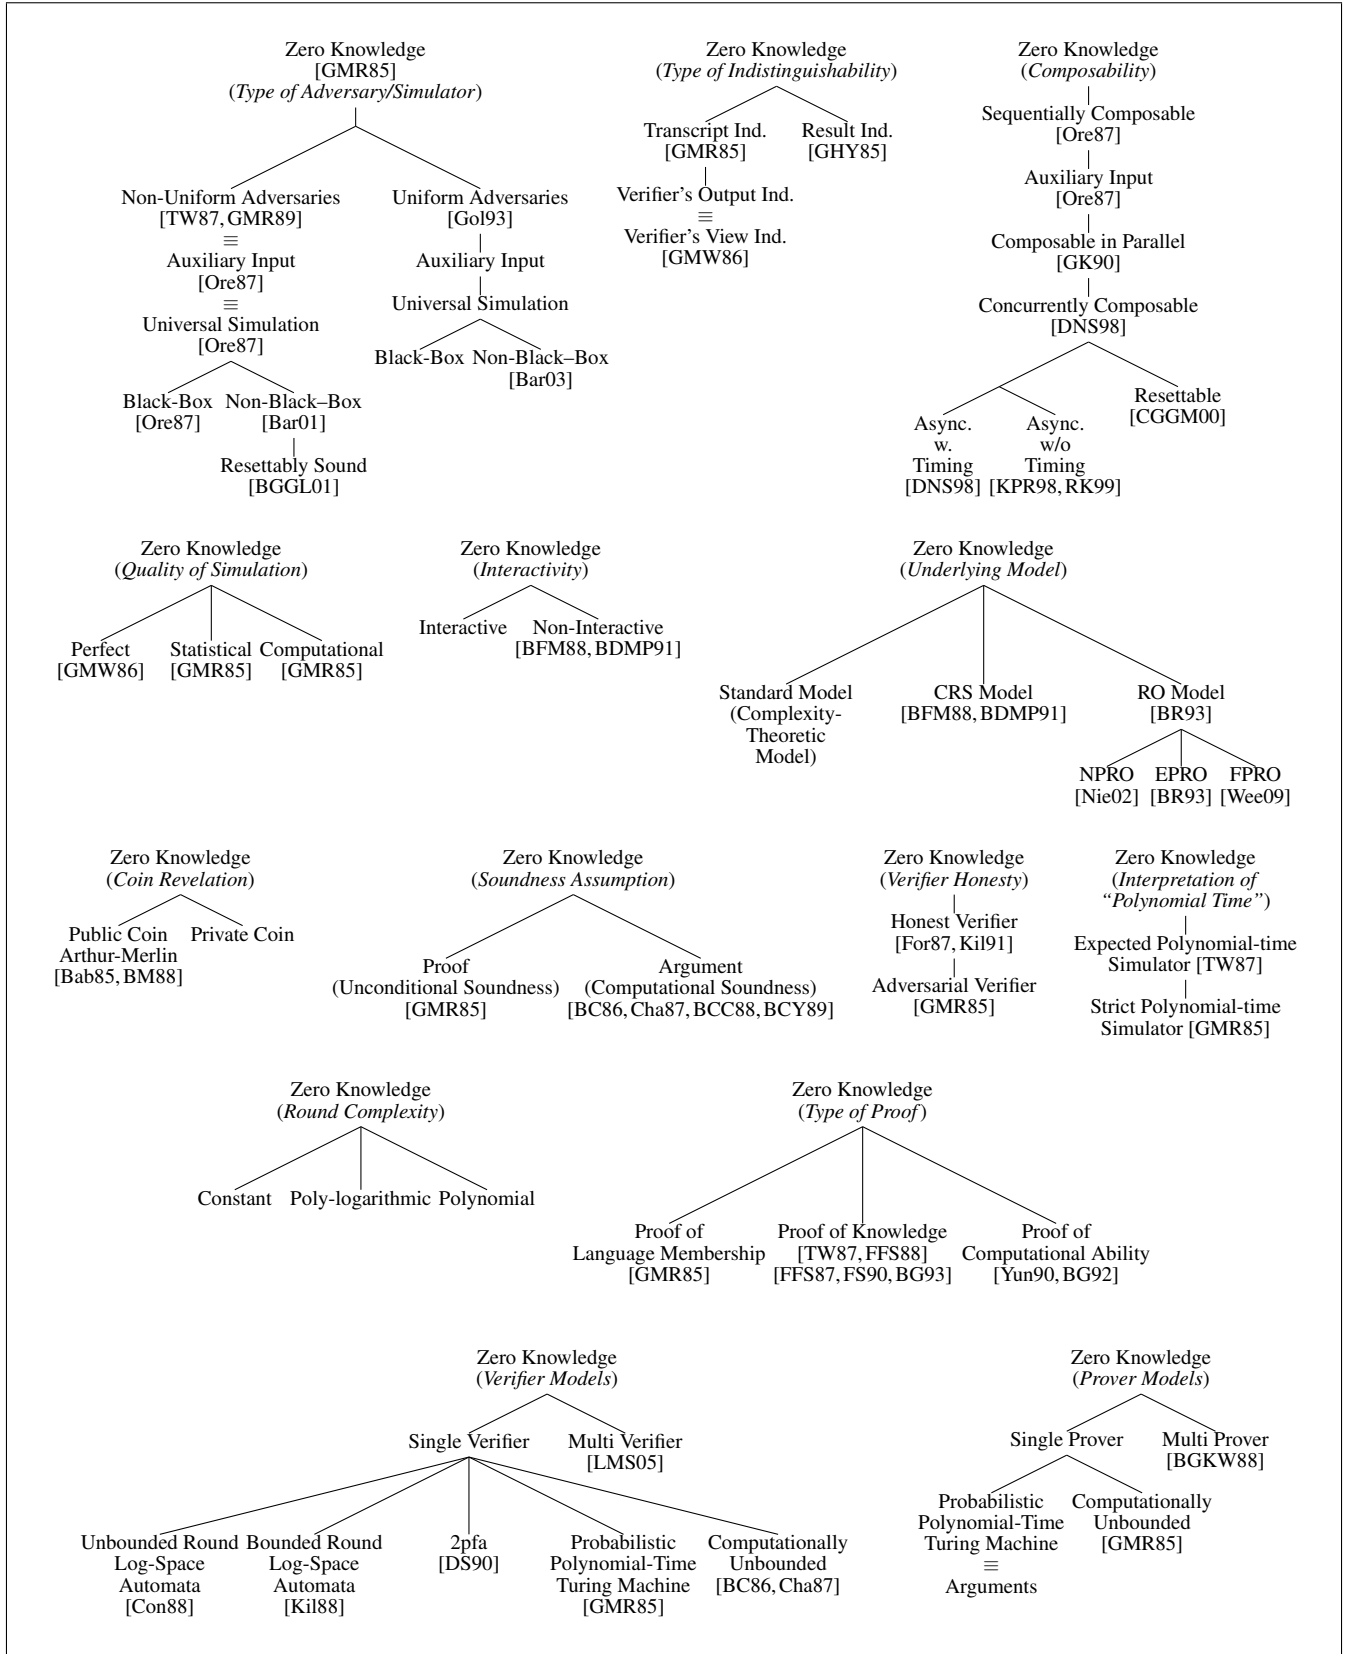 Zero Knowledge
[GMR85]
(Type of Adversary/Simulator)
Non-Uniform Adversaries
[TW87, GMR89]
≡
Auxiliary Input
[Ore87]
≡
Universal Simulation
[Ore87]
Black-Box
[Ore87]
Non-Black–Box
[Bar01]
Resettably Sound
[BGGL01]
Uniform Adversaries
[Gol93]
Auxiliary Input
Universal Simulation
Black-Box
Non-Black–Box
[Bar03]
Zero Knowledge
(Type of Indistinguishability)
Transcript Ind.
[GMR85]
Verifier's Output Ind.
≡
Verifier's View Ind.
[GMW86]
Result Ind.
[GHY85]
Zero Knowledge
(Composability)
Sequentially Composable
[Ore87]
Auxiliary Input
[Ore87]
Composable in Parallel
[GK90]
Concurrently Composable
[DNS98]
Async.
w.
Timing
[DNS98]
Async.
w/o
Timing
[KPR98, RK99]
Resettable
[CGGM00]
Zero Knowledge
(Quality of Simulation)
Perfect
[GMW86]
Statistical
[GMR85]
Computational
[GMR85]
Zero Knowledge
(Interactivity)
Interactive
Non-Interactive
[BFM88, BDMP91]
Zero Knowledge
(Underlying Model)
Standard Model
(Complexity-
Theoretic
Model)
CRS Model
[BFM88, BDMP91]
RO Model
[BR93]
NPRO
[Nie02]
EPRO
[BR93]
FPRO
[Wee09]
Zero Knowledge
(Coin Revelation)
Public Coin
Arthur-Merlin
[Bab85, BM88]
Private Coin
Zero Knowledge
(Soundness Assumption)
Proof
(Unconditional Soundness)
[GMR85]
Argument
(Computational Soundness)
[BC86, Cha87, BCC88, BCY89]
Zero Knowledge
(Verifier Honesty)
Honest Verifier
[For87, Kil91]
Adversarial Verifier
[GMR85]
Zero Knowledge
(Interpretation of
“Polynomial Time”)
Expected Polynomial-time
Simulator [TW87]
Strict Polynomial-time
Simulator [GMR85]
Zero Knowledge
(Round Complexity)
Constant
Poly-logarithmic
Polynomial
Zero Knowledge
(Type of Proof)
Proof of
Language Membership
[GMR85]
Proof of Knowledge
[TW87, FFS88]
[FFS87, FS90, BG93]
Proof of
Computational Ability
[Yun90, BG92]
Zero Knowledge
(Verifier Models)
Single Verifier
Multi Verifier
[LMS05]
Unbounded Round
Log-Space
Automata
[Con88]
Bounded Round
Log-Space
Automata
[Kil88]
2pfa
[DS90]
Probabilistic
Polynomial-Time
Turing Machine
[GMR85]
Computationally
Unbounded
[BC86, Cha87]
Zero Knowledge
(Prover Models)
Single Prover
Multi Prover
[BGKW88]
Probabilistic
Polynomial-Time
Turing Machine
≡
Arguments
Computationally
Unbounded
[GMR85]